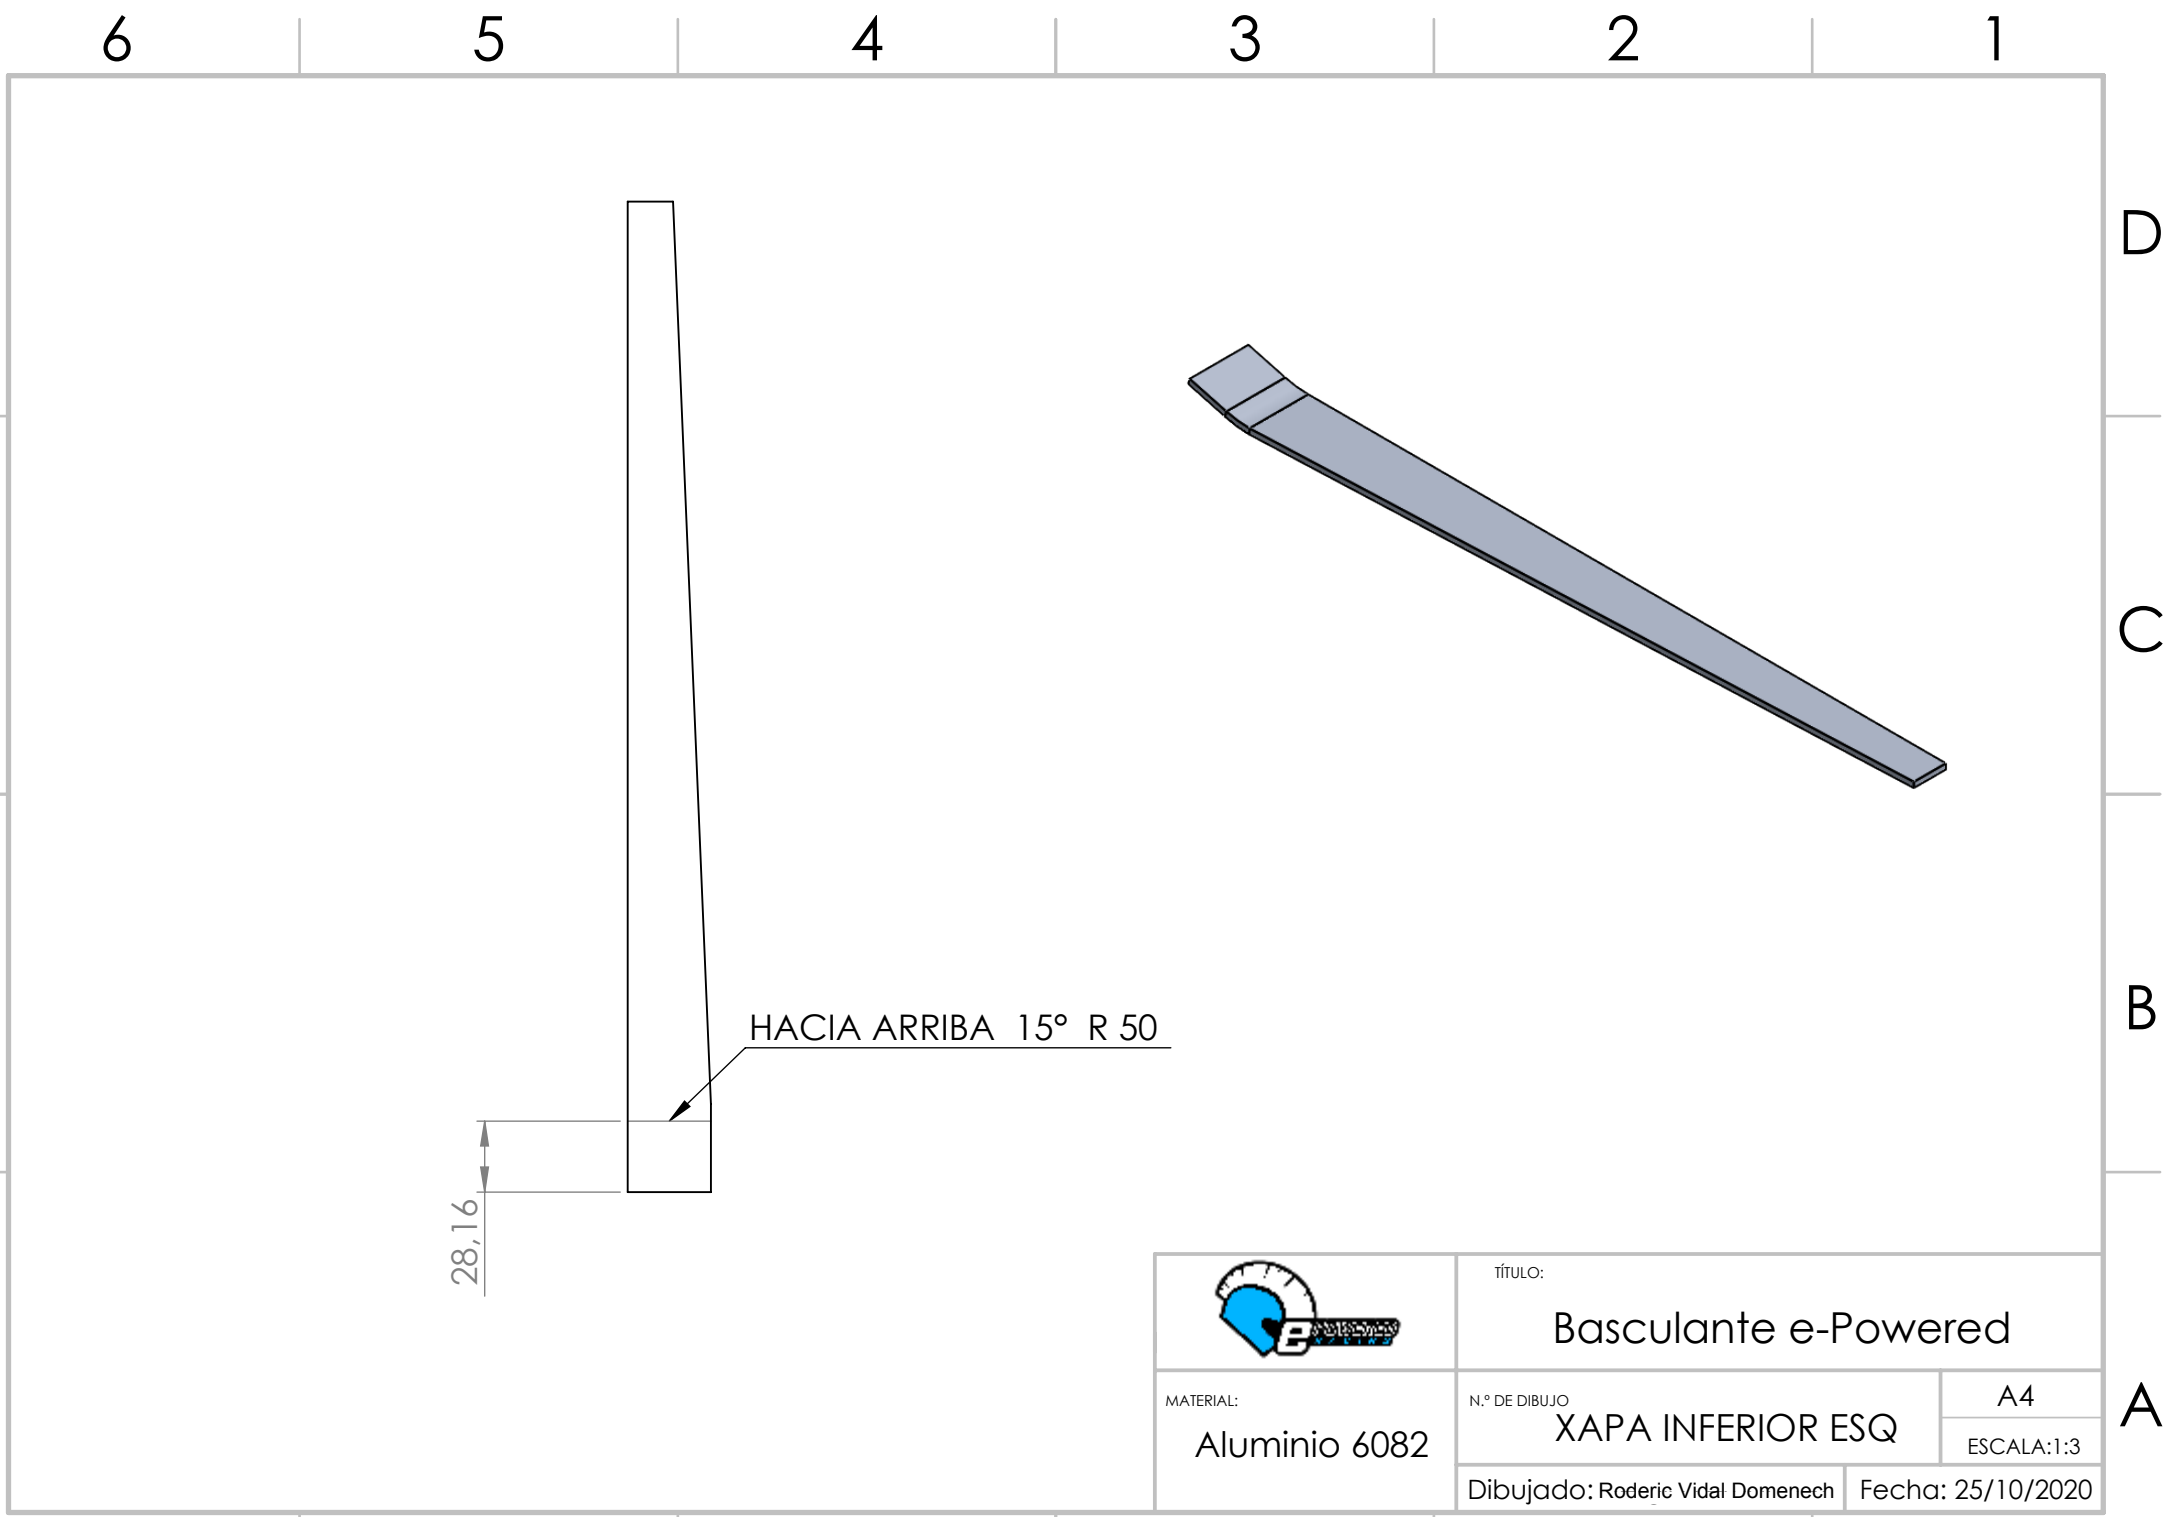 6 5 4 3 2 1
D
C
B
A
HACIA ARRIBA 15° R 50
28,16
TÍTULO:
Basculante e-Powered
MATERIAL:
Aluminio 6082
N.º DE DIBUJO
XAPA INFERIOR ESQ
A4
ESCALA:1:3
Dibujado: Roderic Vidal Domenech
Fecha: 25/10/2020